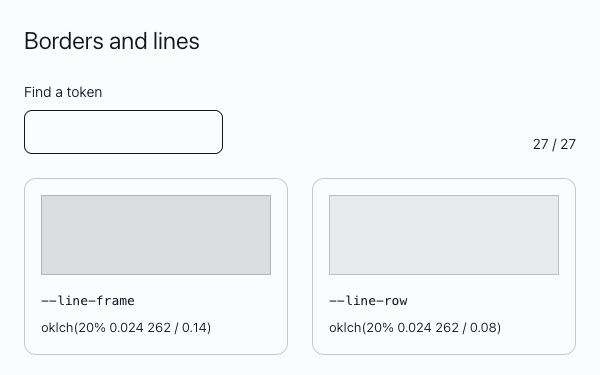 Borders and lines
Find a token
27 / 27
--line-frame
oklch(20% 0.024 262 / 0.14)
--line-row
oklch(20% 0.024 262 / 0.08)